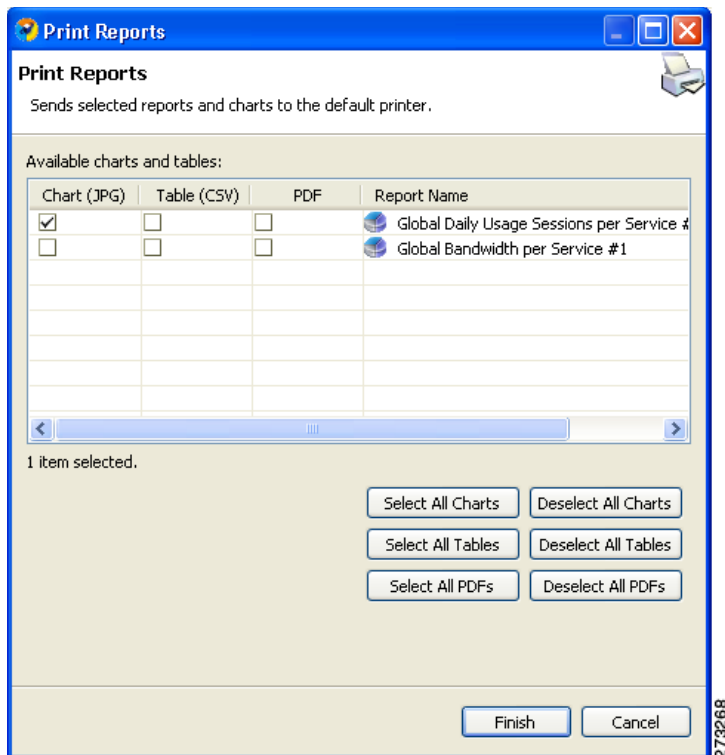 Print Reports
Print Reports
Sends selected reports and charts to the default printer.
Available charts and tables:
Chart (JPG) Table (CSV) PDF Report Name
Global Daily Usage Sessions per Service #
Global Bandwidth per Service #1
1 item selected.
Select All Charts Deselect All Charts
Select All Tables Deselect All Tables
Select All PDFs Deselect All PDFs
Finish Cancel